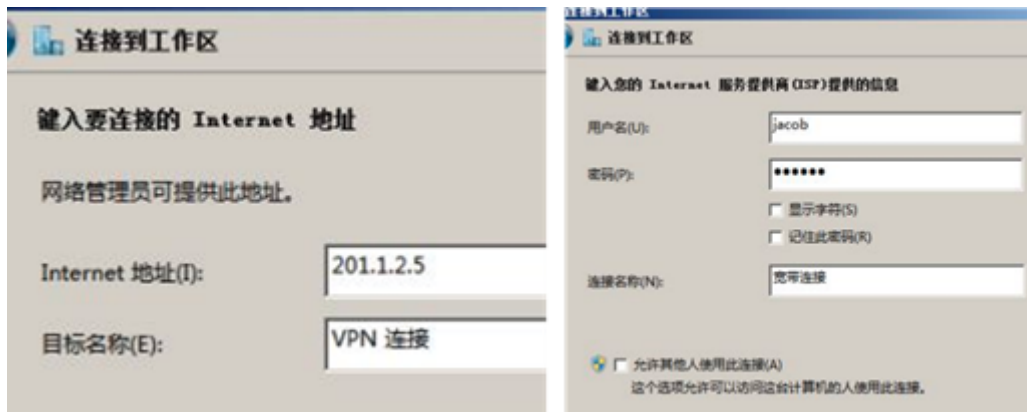 连接到工作区
键入要连接的 Internet 地址
网络管理员可提供此地址。
Internet 地址(I):
201.1.2.5
目标名称(E):
VPN 连接
连接到工作区
键入您的 Internet 服务提供商(ISP)提供的信息
用户名(U):
jacob
密码(P):
••••••
显示字符(S)
记住此密码(R)
连接名称(N):
宽带连接
允许其他人使用此连接(A)
这个选项允许可以访问这台计算机的人使用此连接。